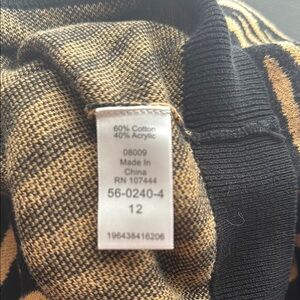 60% Cotton
40% Acrylic
08009
Made In
China
RN 107444
56-0240-4
12
196438416206